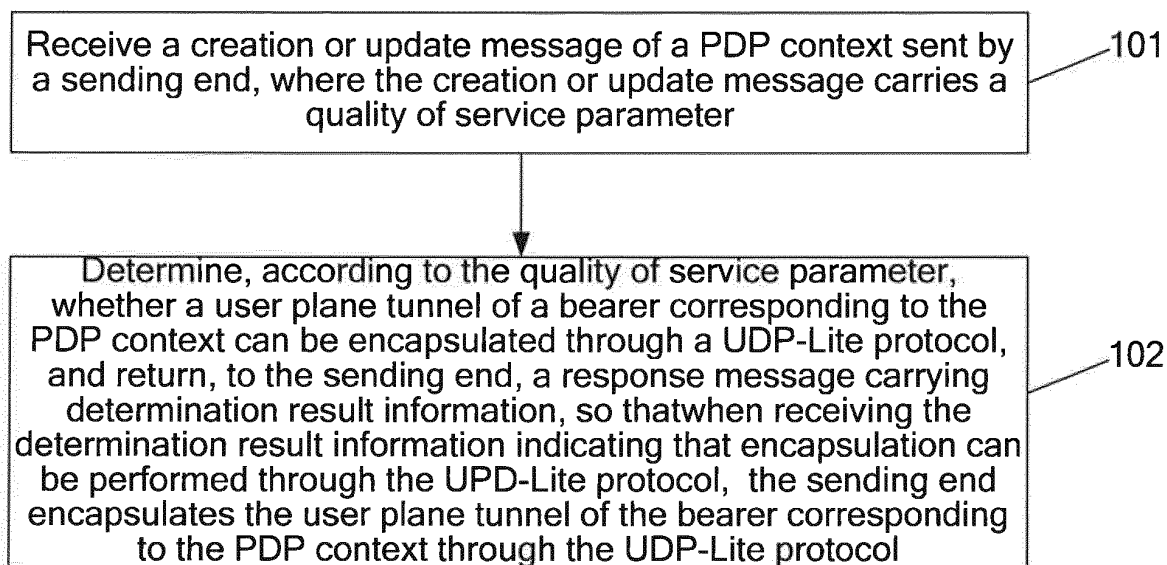 Receive a creation or update message of a PDP context sent by
a sending end, where the creation or update message carries a
quality of service parameter
101
Determine, according to the quality of service parameter,
whether a user plane tunnel of a bearer corresponding to the
PDP context can be encapsulated through a UDP-Lite protocol,
and return, to the sending end, a response message carrying
determination result information, so thatwhen receiving the
determination result information indicating that encapsulation can
be performed through the UPD-Lite protocol, the sending end
encapsulates the user plane tunnel of the bearer corresponding
to the PDP context through the UDP-Lite protocol
102